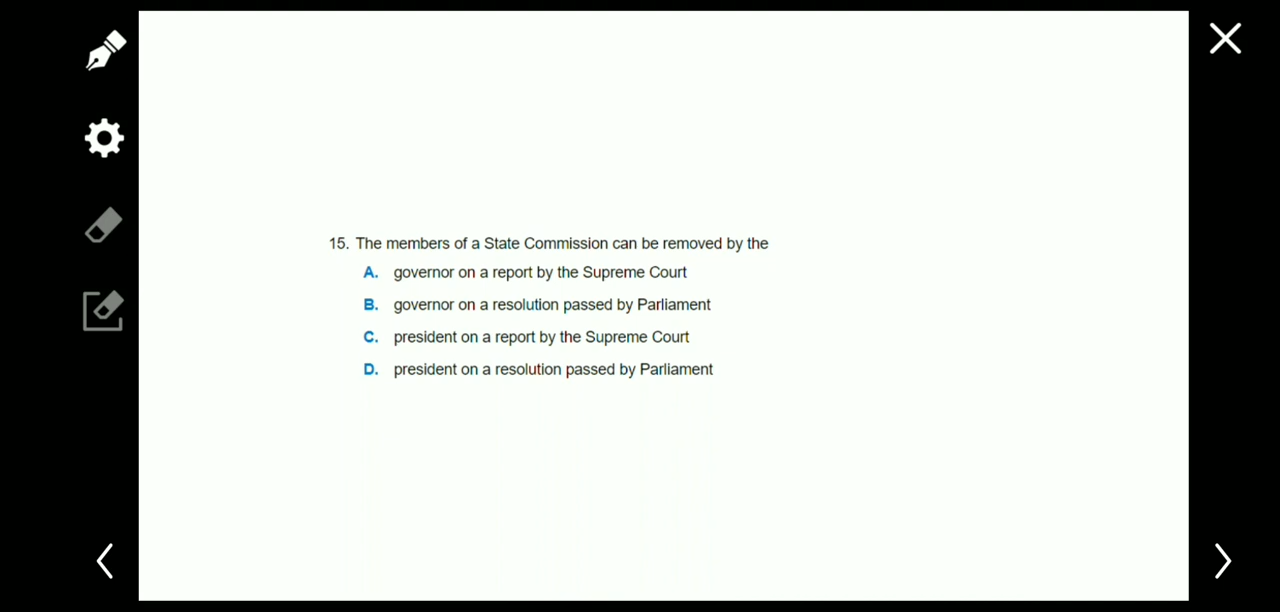 15. The members of a State Commission can be removed by the
A. governor on a report by the Supreme Court
B. governor on a resolution passed by Parliament
C. president on a report by the Supreme Court
D. president on a resolution passed by Parliament